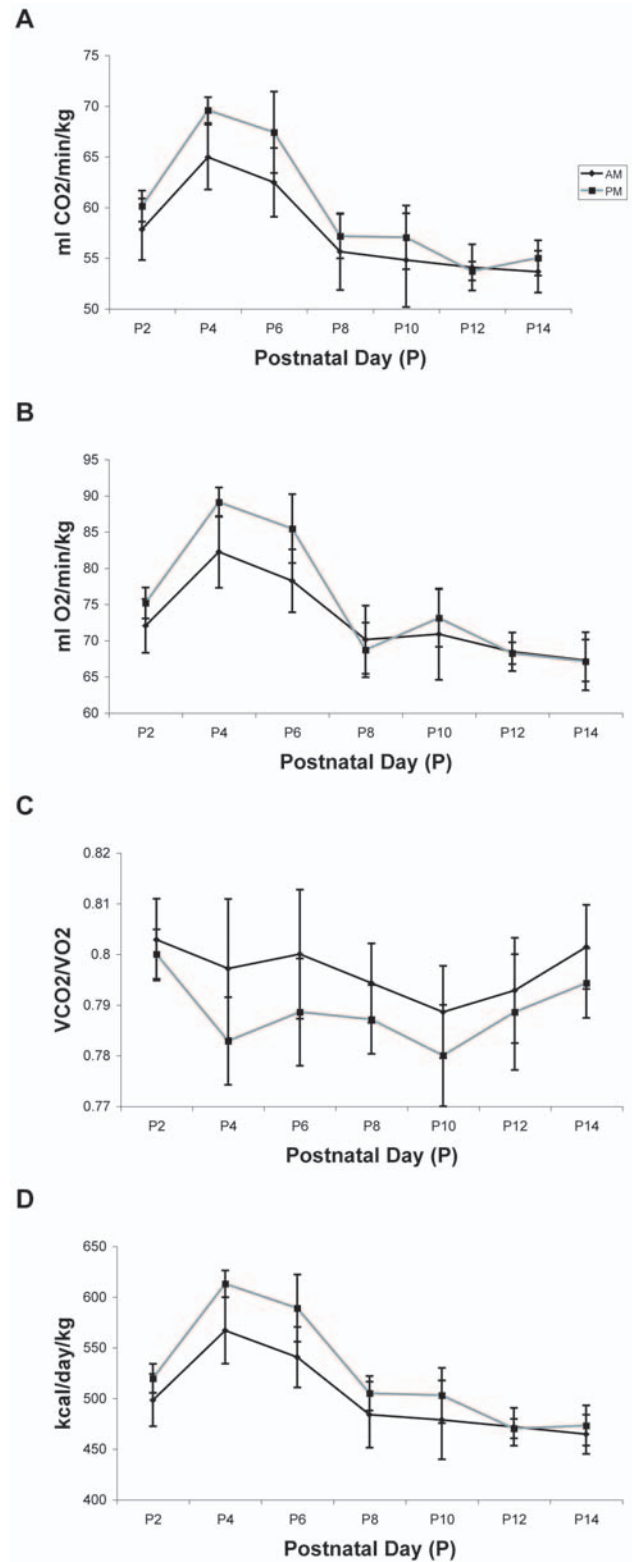 A
ml CO2/min/kg
75
70
65
60
55
50
P2 P4 P6 P8 P10 P12 P14
Postnatal Day (P)
AM
PM
B
ml O2/min/kg
95
90
85
80
75
70
65
60
P2 P4 P6 P8 P10 P12 P14
Postnatal Day (P)
C
VCO2/VO2
0.82
0.81
0.8
0.79
0.78
0.77
P2 P4 P6 P8 P10 P12 P14
Postnatal Day (P)
D
kcal/day/kg
650
600
550
500
450
400
P2 P4 P6 P8 P10 P12 P14
Postnatal Day (P)